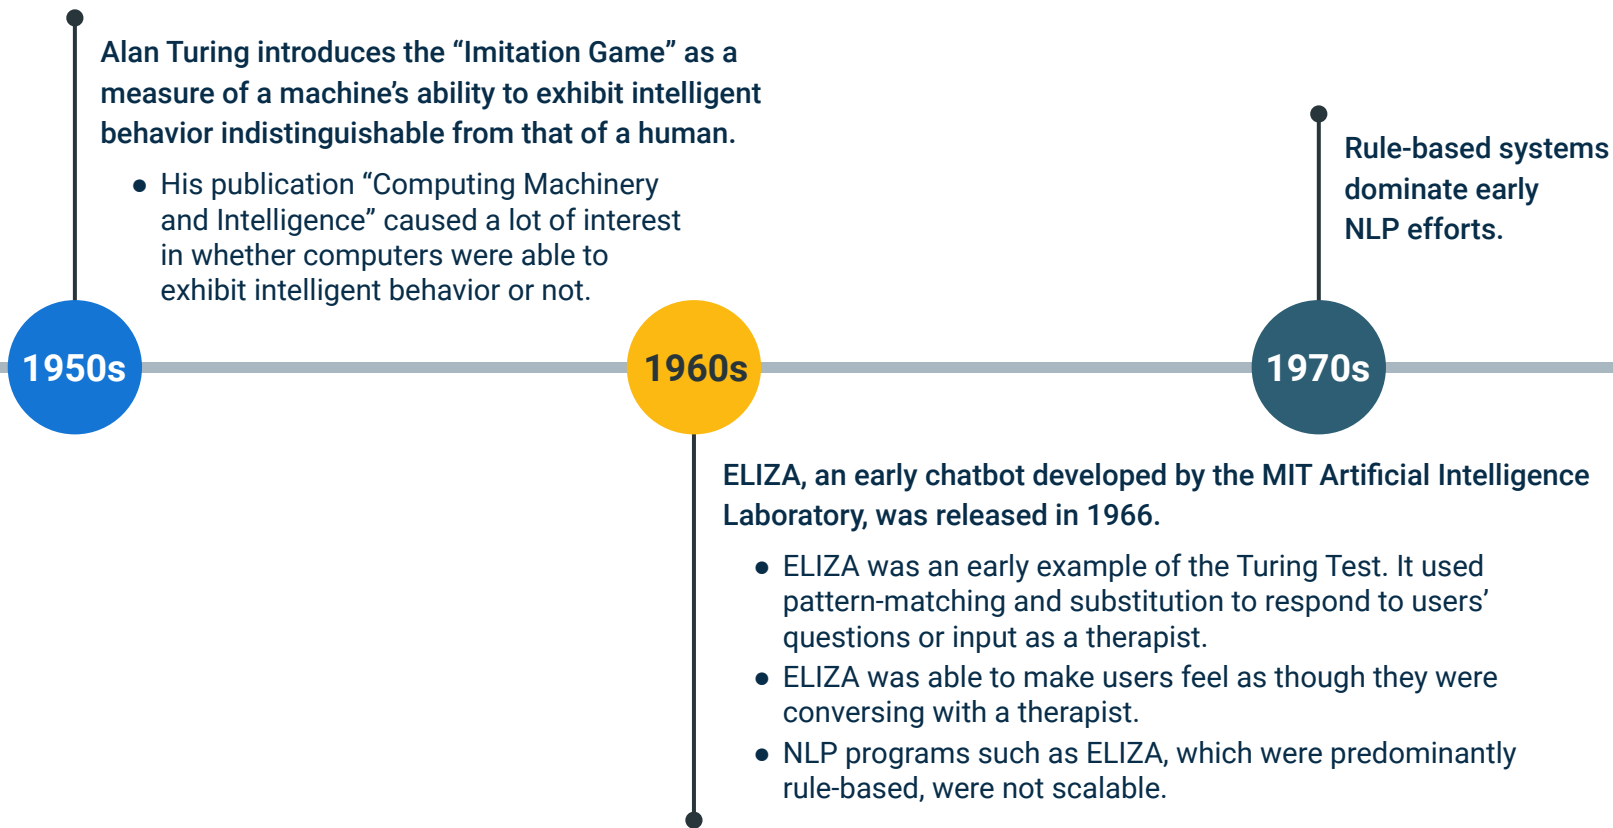 Alan Turing introduces the “Imitation Game” as a
measure of a machine’s ability to exhibit intelligent
behavior indistinguishable from that of a human.
● His publication “Computing Machinery
and Intelligence” caused a lot of interest
in whether computers were able to
exhibit intelligent behavior or not.
1950s
1960s
ELIZA, an early chatbot developed by the MIT Artificial Intelligence
Laboratory, was released in 1966.
● ELIZA was an early example of the Turing Test. It used
pattern-matching and substitution to respond to users’
questions or input as a therapist.
● ELIZA was able to make users feel as though they were
conversing with a therapist.
● NLP programs such as ELIZA, which were predominantly
rule-based, were not scalable.
Rule-based systems
dominate early
NLP efforts.
1970s